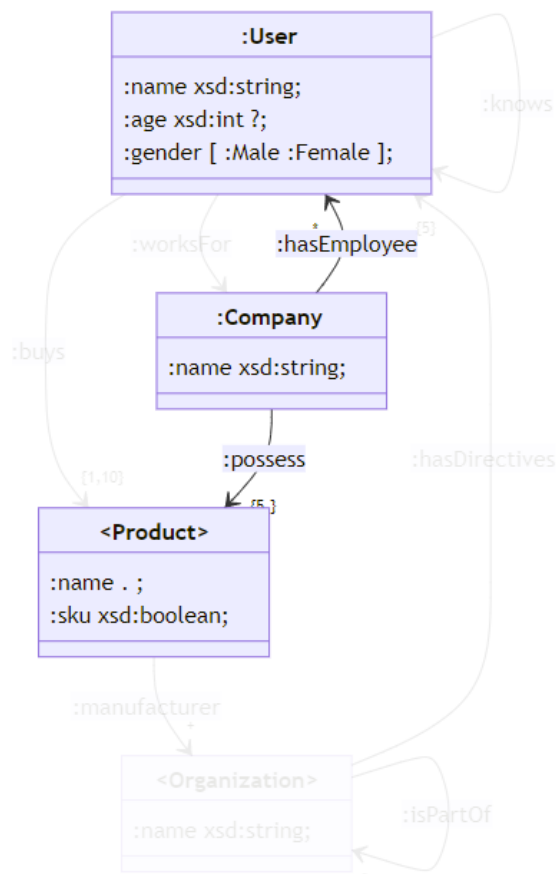 :User
:name xsd:string;
:age xsd:int ?;
:gender [ :Male :Female ];
:knows
:worksFor
*
:hasEmployee
[5]
:Company
:name xsd:string;
:buys
:possess
:hasDirectives
[1,10]
{5,}
<Product>
:name . ;
:sku xsd:boolean;
:manufacturer
+
<Organization>
:name xsd:string;
:isPartOf